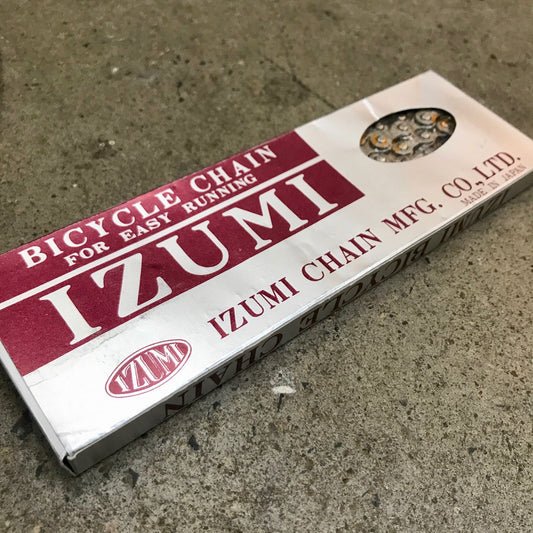 BICYCLE CHAIN
FOR EASY RUNNING
IZUMI
IZUMI
IZUMI CHAIN MFG. CO.,LTD.
MADE IN JAPAN
IZUMI BICYCLE CHAIN